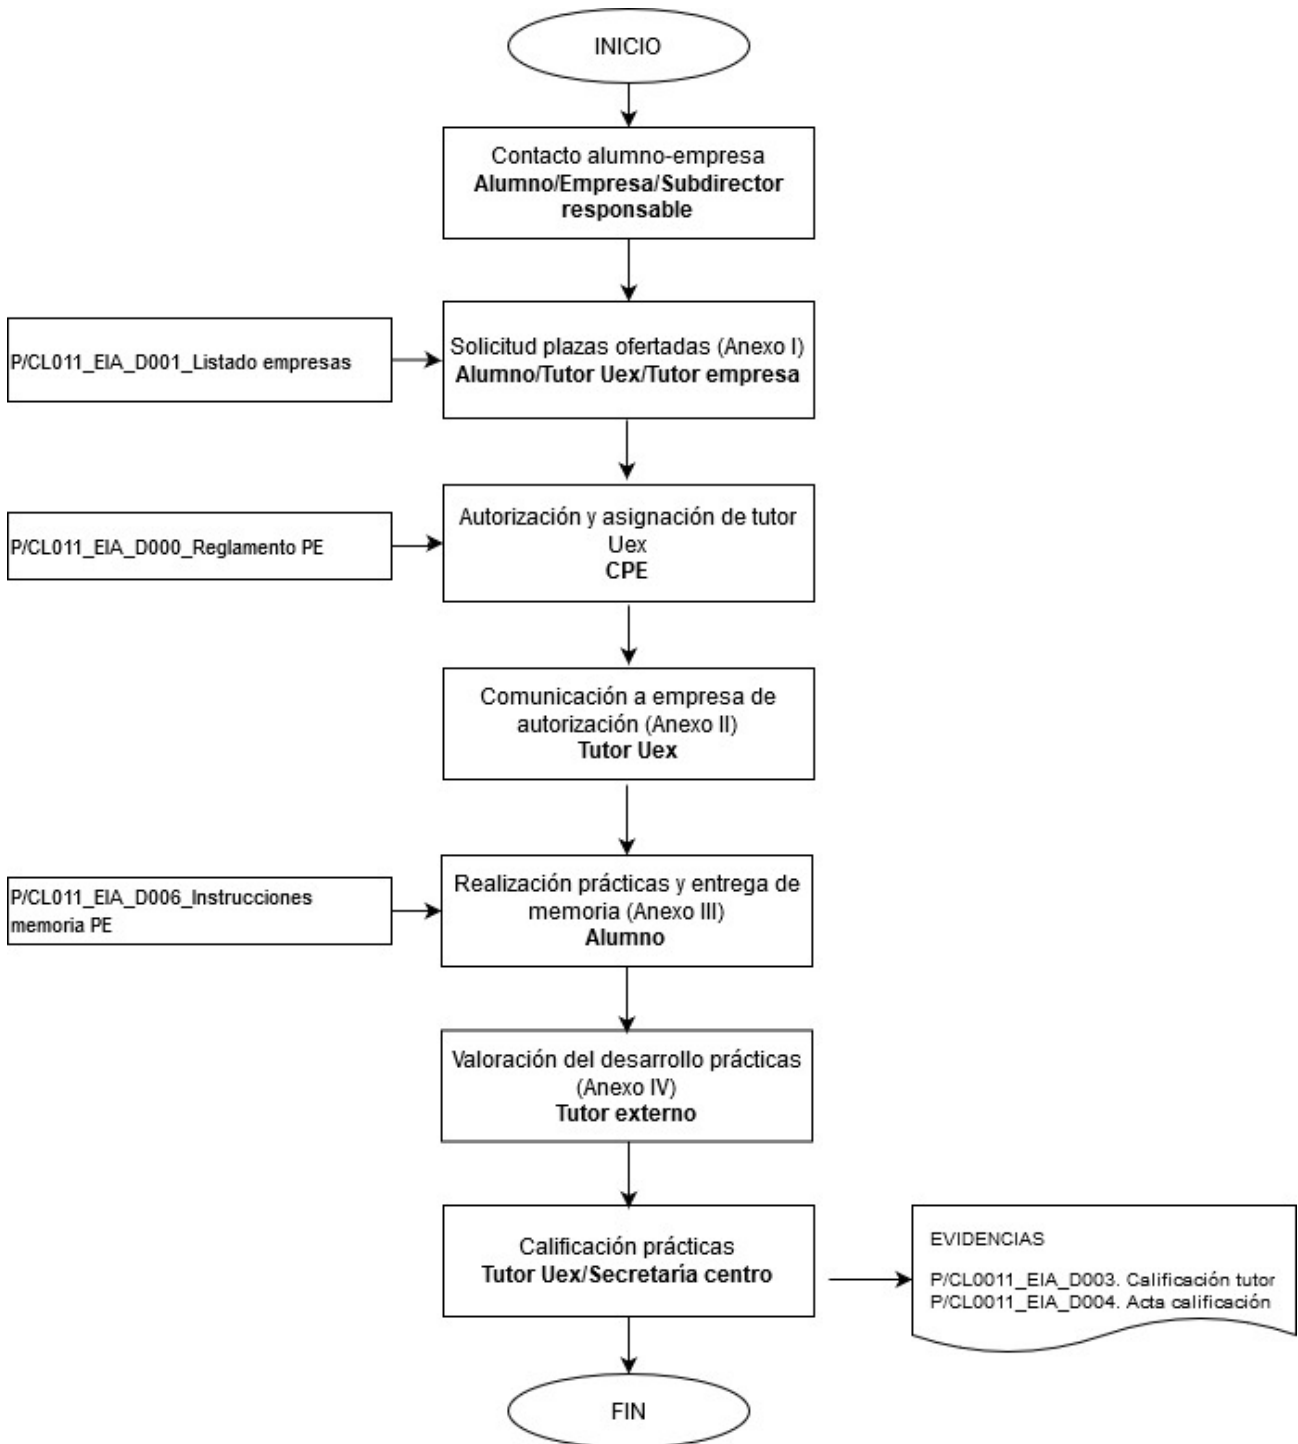 INICIO
Contacto alumno-empresa
Alumno/Empresa/Subdirector
responsable
P/CL011_EIA_D001_Listado empresas
Solicitud plazas ofertadas (Anexo I)
Alumno/Tutor Uex/Tutor empresa
P/CL011_EIA_D000_Reglamento PE
Autorización y asignación de tutor
Uex
CPE
Comunicación a empresa de
autorización (Anexo II)
Tutor Uex
P/CL011_EIA_D006_Instrucciones
memoria PE
Realización prácticas y entrega de
memoria (Anexo III)
Alumno
Valoración del desarrollo prácticas
(Anexo IV)
Tutor externo
Calificación prácticas
Tutor Uex/Secretaría centro
EVIDENCIAS
P/CL0011_EIA_D003. Calificación tutor
P/CL0011_EIA_D004. Acta calificación
FIN